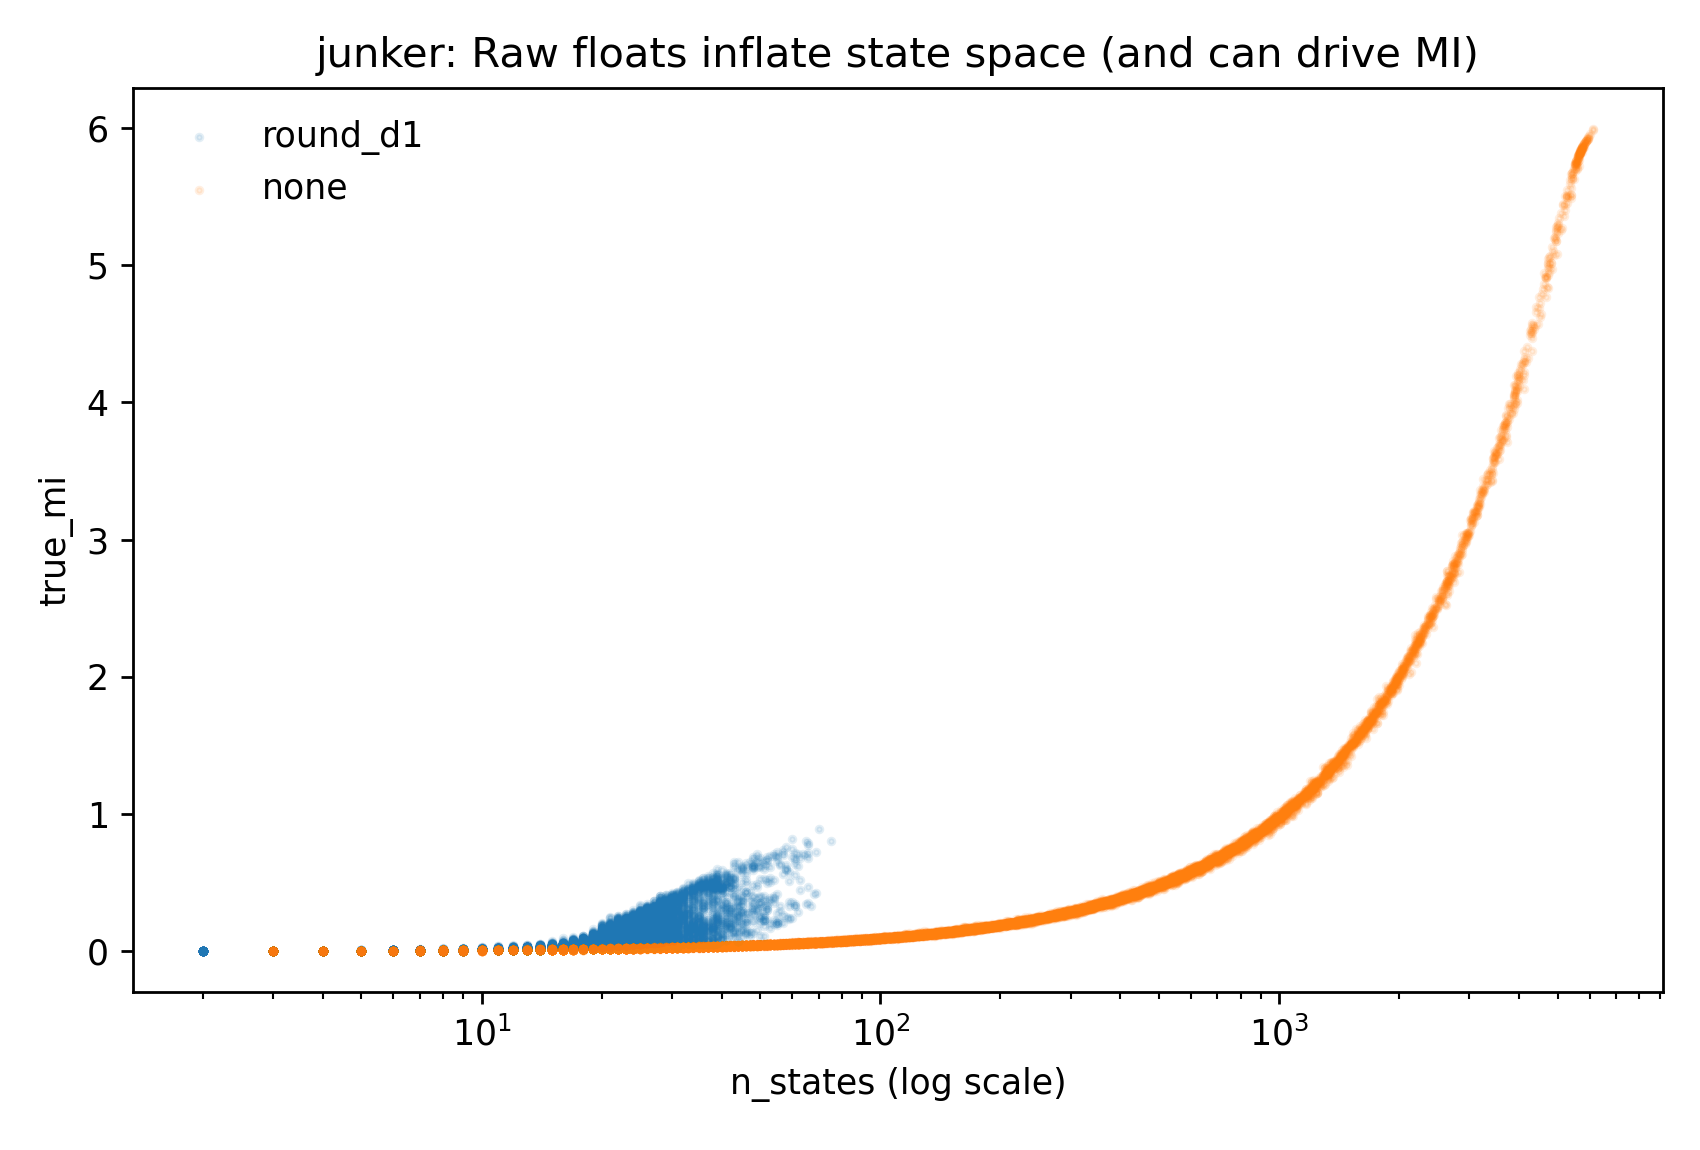 junker: Raw floats inflate state space (and can drive MI)
round_d1
none
6
5
4
3
2
1
0
true_mi
10¹
10²
10³
n_states (log scale)